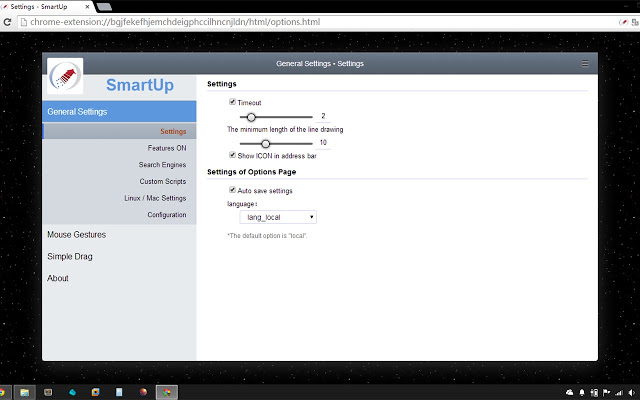 Settings - SmartUp
chrome-extension://bgjfekefhjemchdeigphccilhncnjldn/html/options.html
General Settings • Settings
SmartUp
General Settings
Settings
Features ON
Search Engines
Custom Scripts
Linux / Mac Settings
Configuration
Mouse Gestures
Simple Drag
About
Settings
Timeout
2
The minimum length of the line drawing
10
Show ICON in address bar
Settings of Options Page
Auto save settings
language:
lang_local
*The default option is "local".